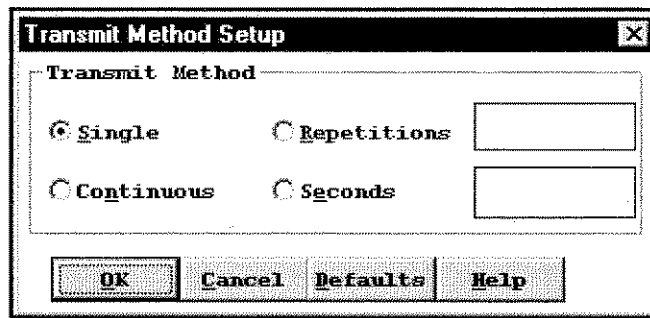 Transmit Method Setup
Transmit Method
Single Repetitions
Continuous Seconds
OK Cancel Defaults Help